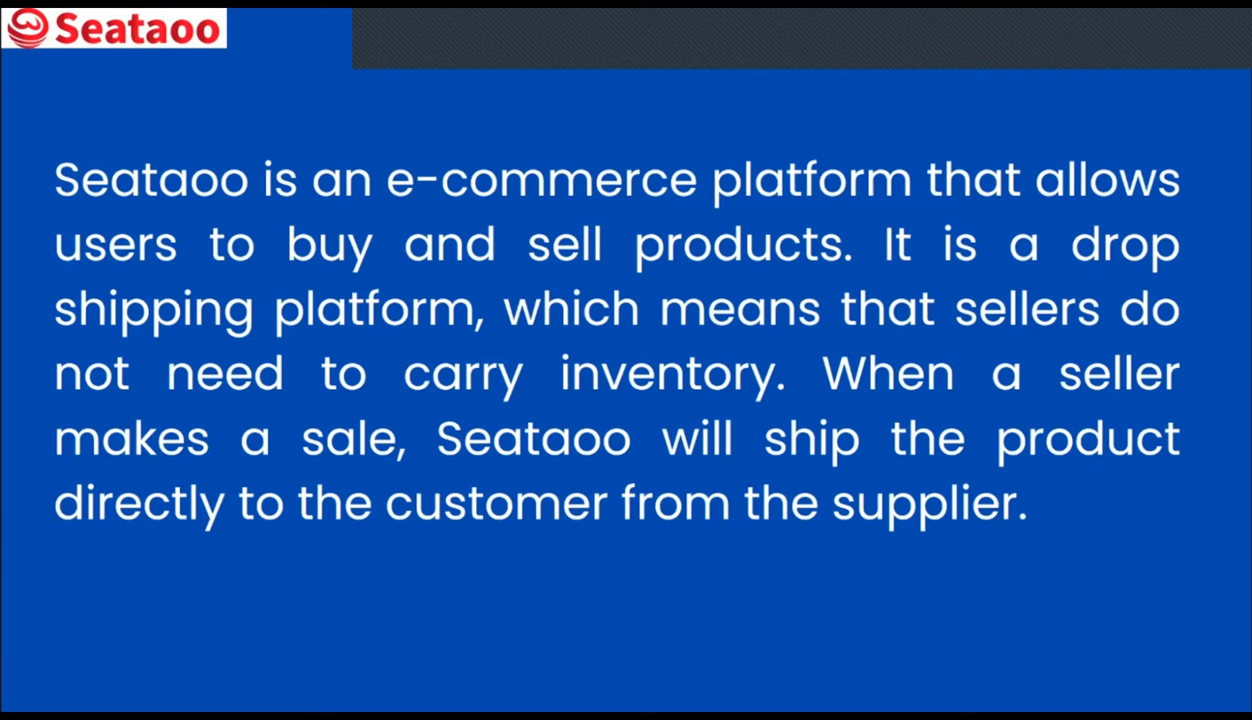 Seataoo
Seataoo is an e-commerce platform that allows
users to buy and sell products. It is a drop
shipping platform, which means that sellers do
not need to carry inventory. When a seller
makes a sale, Seataoo will ship the product
directly to the customer from the supplier.